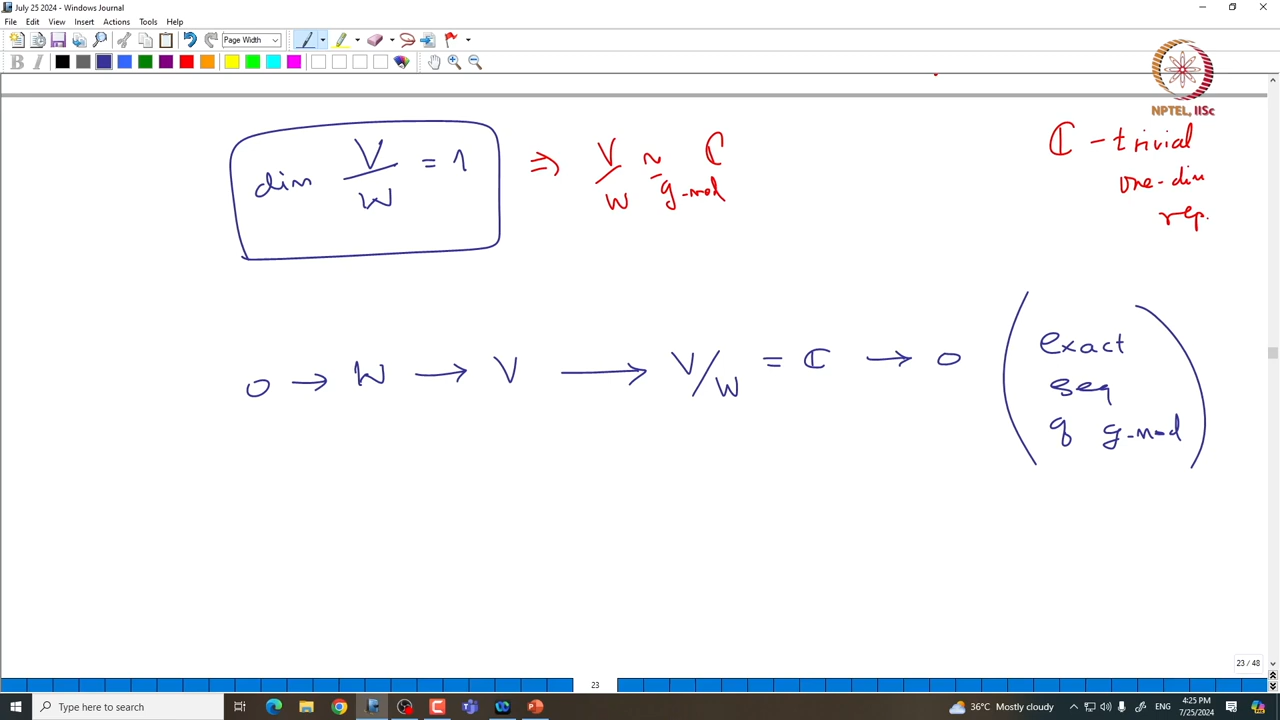 July 25 2024 - Windows Journal
File Edit View Insert Actions Tools Help
Page Width
B I
NPTEL, IISc
dim V/W = 1 ⇒ V/W ≃ ℂ
g-mod
ℂ - trivial
one-dim
rep.
0 → W → V → V/W = ℂ → 0
exact
seq
of g-mod
23 / 48
23
Type here to search
36°C Mostly cloudy
ENG
4:25 PM
7/25/2024